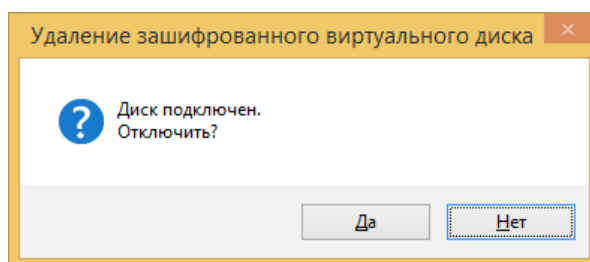 Удаление зашифрованного виртуального диска
Диск подключен.
Отключить?
Да
Нет